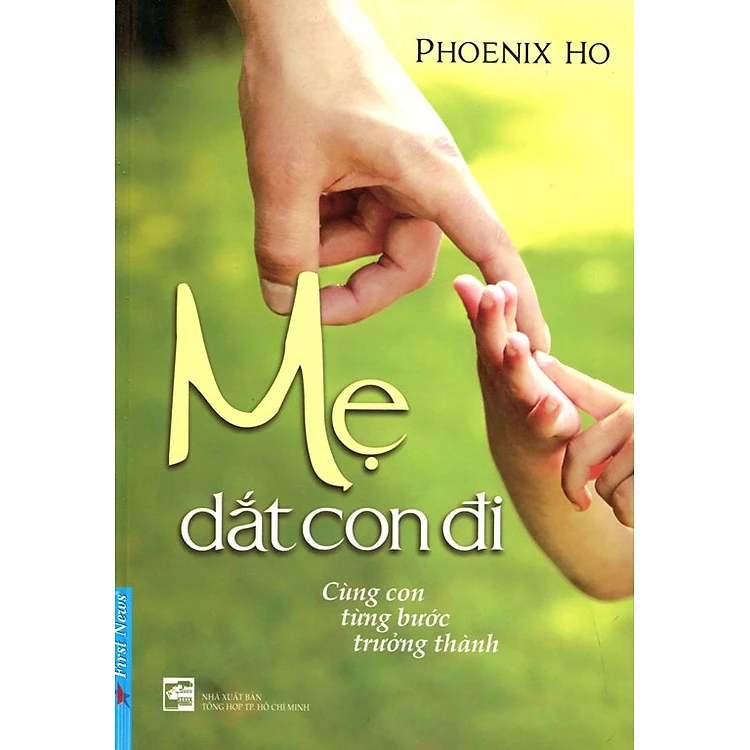 PHOENIX HO
Mẹ
dắt con đi
Cùng con
từng bước
trưởng thành
First News
NHÀ XUẤT BẢN
TỔNG HỢP TP. HỒ CHÍ MINH